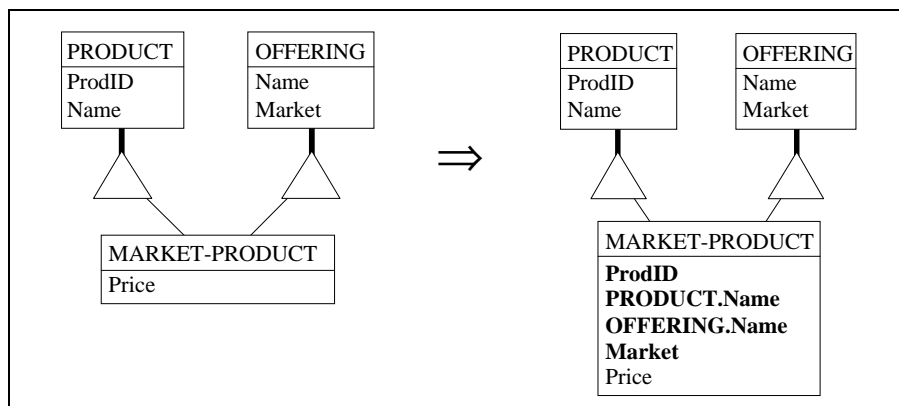 PRODUCT
ProdID
Name
OFFERING
Name
Market
MARKET-PRODUCT
Price
⇒
PRODUCT
ProdID
Name
OFFERING
Name
Market
MARKET-PRODUCT
ProdID
PRODUCT.Name
OFFERING.Name
Market
Price